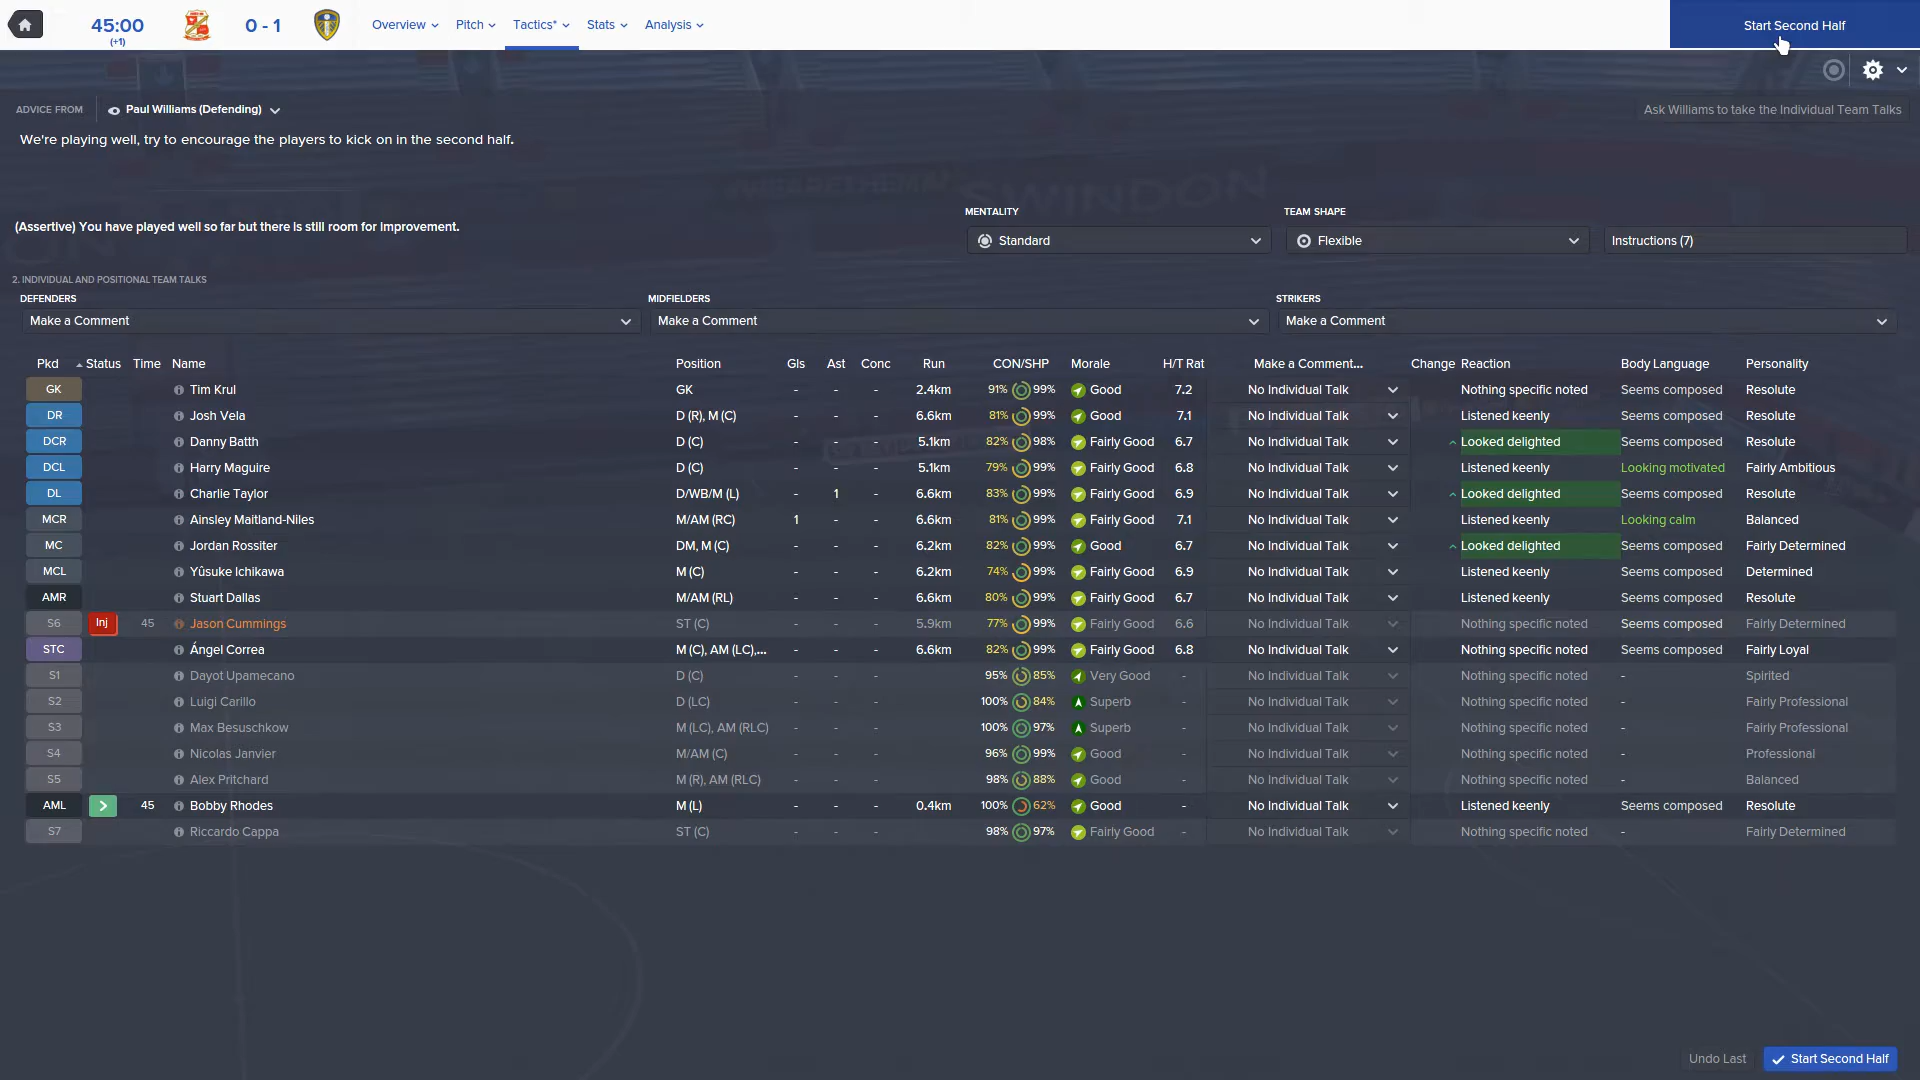 45:00
(+1)
0 - 1
Overview
Pitch
Tactics*
Stats
Analysis
Start Second Half
ADVICE FROM
Paul Williams (Defending)
Ask Williams to take the Individual Team Talks
We're playing well, try to encourage the players to kick on in the second half.
SWINDON
MENTALITY
TEAM SHAPE
(Assertive) You have played well so far but there is still room for improvement.
Standard
Flexible
Instructions (7)
2. INDIVIDUAL AND POSITIONAL TEAM TALKS
DEFENDERS
MIDFIELDERS
STRIKERS
Make a Comment
Make a Comment
Make a Comment
Pkd Status Time Name Position Gls Ast Conc Run CON/SHP Morale H/T Rat Make a Comment... Change Reaction Body Language Personality
GK Tim Krul GK - - - 2.4km 91% 99% Good 7.2 No Individual Talk Nothing specific noted Seems composed Resolute
DR Josh Vela D (R), M (C) - - - 6.6km 81% 99% Good 7.1 No Individual Talk Listened keenly Seems composed Resolute
DCR Danny Batth D (C) - - - 5.1km 82% 98% Fairly Good 6.7 No Individual Talk Looked delighted Seems composed Resolute
DCL Harry Maguire D (C) - - - 5.1km 79% 99% Fairly Good 6.8 No Individual Talk Listened keenly Looking motivated Fairly Ambitious
DL Charlie Taylor D/WB/M (L) - 1 - 6.6km 83% 99% Fairly Good 6.9 No Individual Talk Looked delighted Seems composed Resolute
MCR Ainsley Maitland-Niles M/AM (RC) 1 - - 6.6km 81% 99% Fairly Good 7.1 No Individual Talk Listened keenly Looking calm Balanced
MC Jordan Rossiter DM, M (C) - - - 6.2km 82% 99% Good 6.7 No Individual Talk Looked delighted Seems composed Fairly Determined
MCL Yûsuke Ichikawa M (C) - - - 6.2km 74% 99% Fairly Good 6.9 No Individual Talk Listened keenly Seems composed Determined
AMR Stuart Dallas M/AM (RL) - - - 6.6km 80% 99% Fairly Good 6.7 No Individual Talk Listened keenly Seems composed Resolute
S6 Inj 45 Jason Cummings ST (C) - - - 5.9km 77% 99% Fairly Good 6.6 No Individual Talk Nothing specific noted Seems composed Fairly Determined
STC Ángel Correa M (C), AM (LC),... - - - 6.6km 82% 99% Fairly Good 6.8 No Individual Talk Nothing specific noted Seems composed Fairly Loyal
S1 Dayot Upamecano D (C) - - - 95% 85% Very Good - No Individual Talk Nothing specific noted - Spirited
S2 Luigi Carillo D (LC) - - - 100% 84% Superb - No Individual Talk Nothing specific noted - Fairly Professional
S3 Max Besuschkow M (LC), AM (RLC) - - - 100% 97% Superb - No Individual Talk Nothing specific noted - Fairly Professional
S4 Nicolas Janvier M/AM (C) - - - 96% 99% Good - No Individual Talk Nothing specific noted - Professional
S5 Alex Pritchard M (R), AM (RLC) - - - 98% 88% Good - No Individual Talk Nothing specific noted - Balanced
AML 45 Bobby Rhodes M (L) - - - 0.4km 100% 62% Good - No Individual Talk Listened keenly Seems composed Resolute
S7 Riccardo Cappa ST (C) - - - 98% 97% Fairly Good - No Individual Talk Nothing specific noted - Fairly Determined
Undo Last
Start Second Half